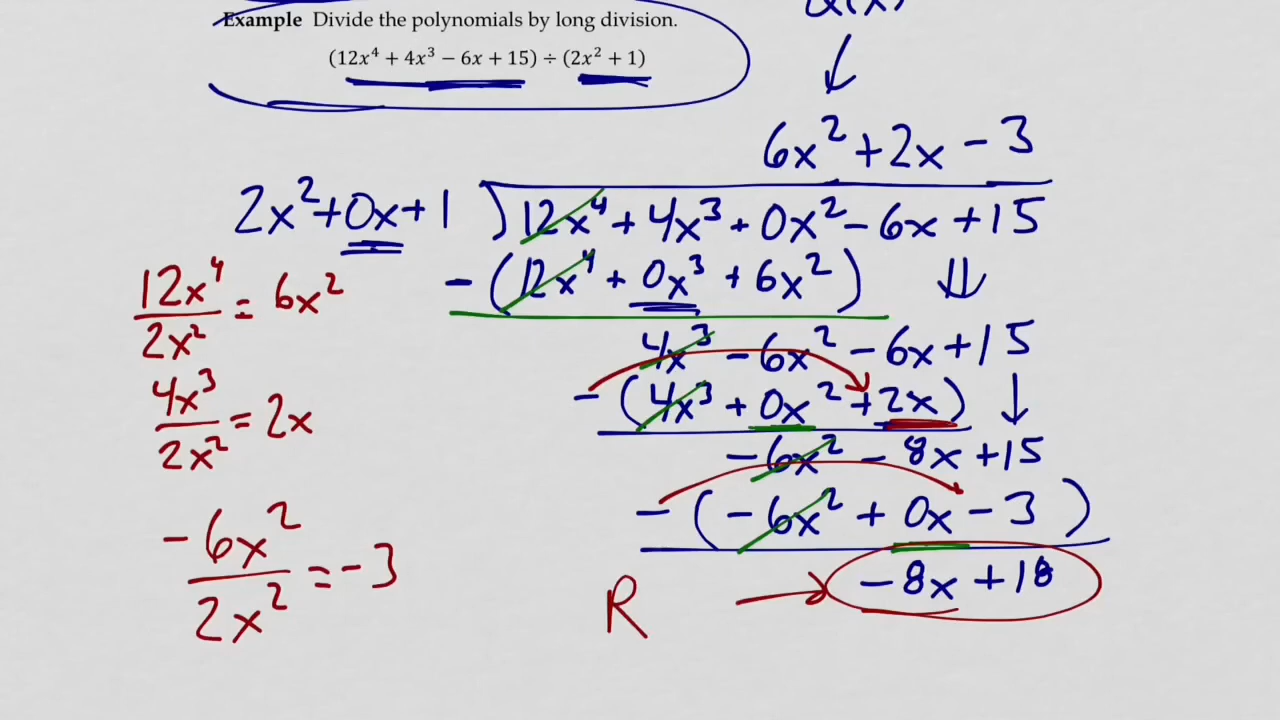 Q(x)
Example Divide the polynomials by long division.
(12x⁴ + 4x³ − 6x + 15) ÷ (2x² + 1)
↓
6x² + 2x − 3
2x² + 0x + 1 ) 12x⁴ + 4x³ + 0x² − 6x + 15
− (12x⁴ + 0x³ + 6x²) ⇓
12x⁴/2x² = 6x²
4x³ − 6x² − 6x + 15
− (4x³ + 0x² + 2x) ↓
4x³/2x² = 2x
− 6x² − 8x + 15
− (−6x² + 0x − 3)
−6x²/2x² = −3
R → −8x + 18